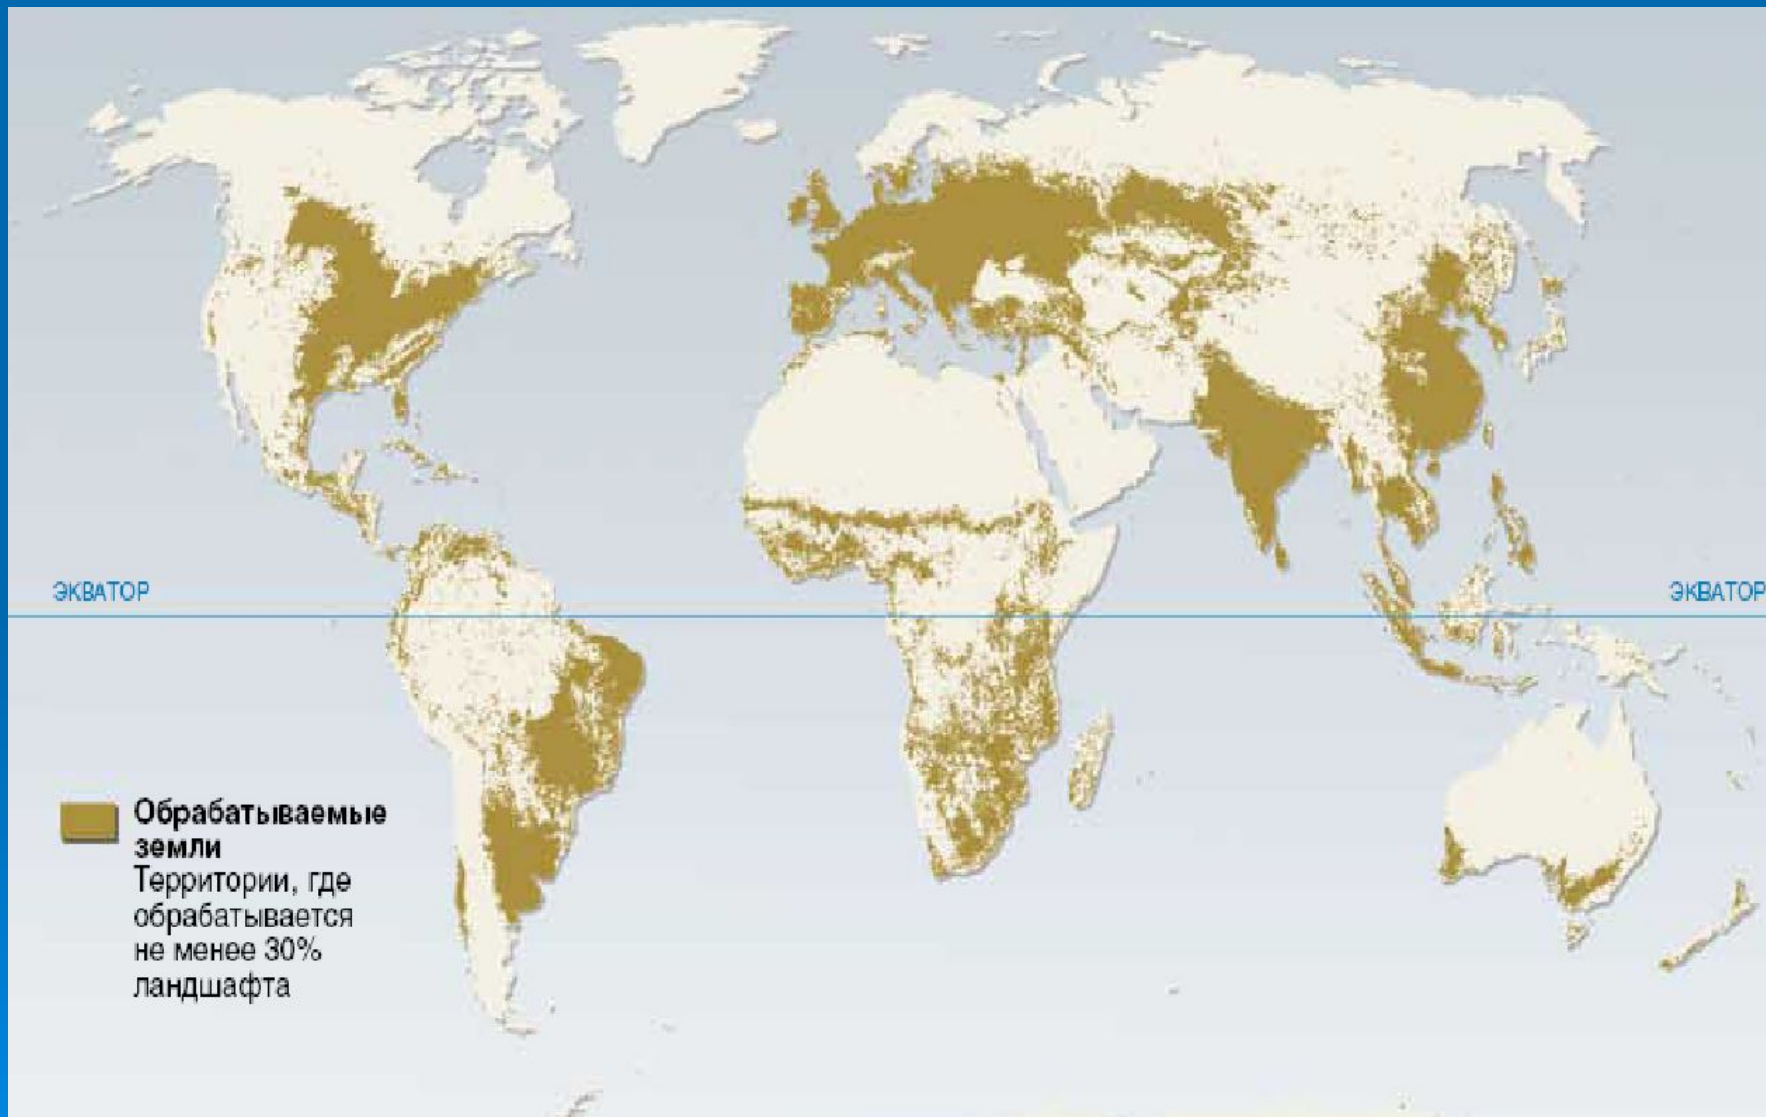 ЭКВАТОР
ЭКВАТОР
Обрабатываемые
земли
Территории, где
обрабатывается
не менее 30%
ландшафта